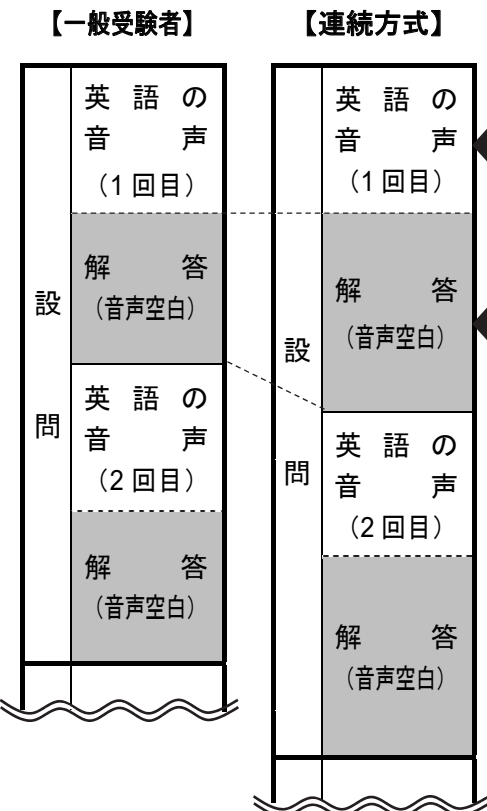 【一般受験者】
設問
英語の
音声
（1回目）
解答
（音声空白）
英語の
音声
（2回目）
解答
（音声空白）
【連続方式】
設問
英語の
音声
（1回目）
解答
（音声空白）
英語の
音声
（2回目）
解答
（音声空白）